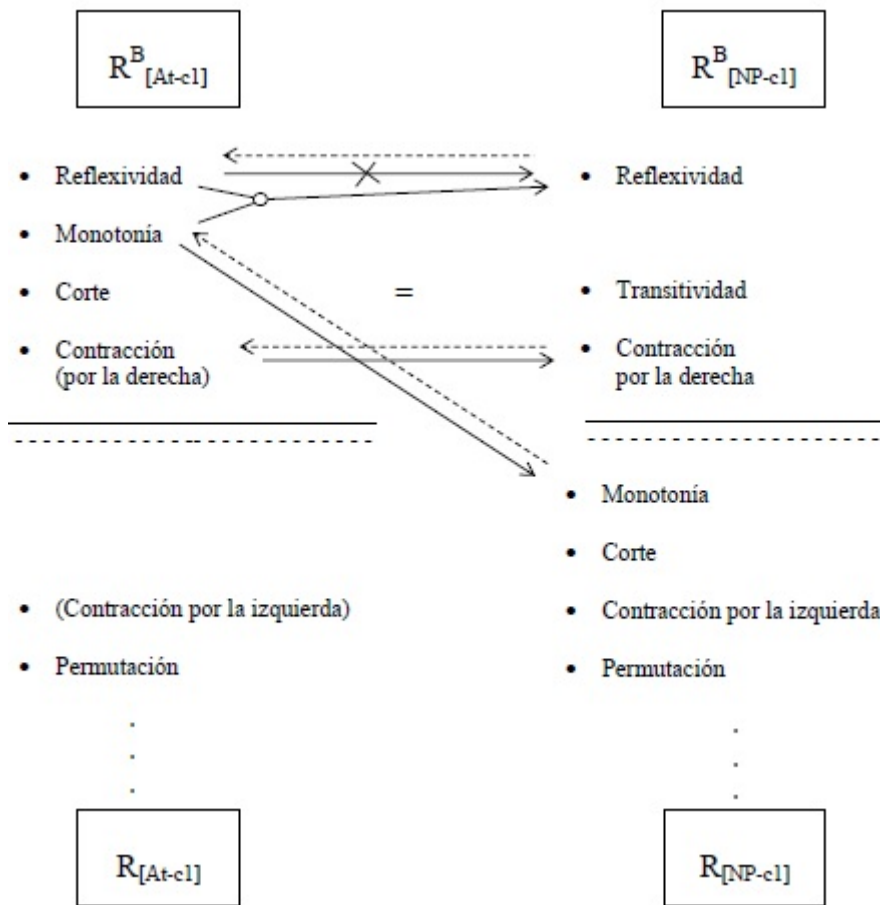 R^B_[At-cl]
R^B_[NP-cl]
• Reflexividad
• Reflexividad
• Monotonía
• Corte
=
• Transitividad
• Contracción
(por la derecha)
• Contracción
por la derecha
• Monotonía
• Corte
• (Contracción por la izquierda)
• Contracción por la izquierda
• Permutación
• Permutación
R_[At-cl]
R_[NP-cl]